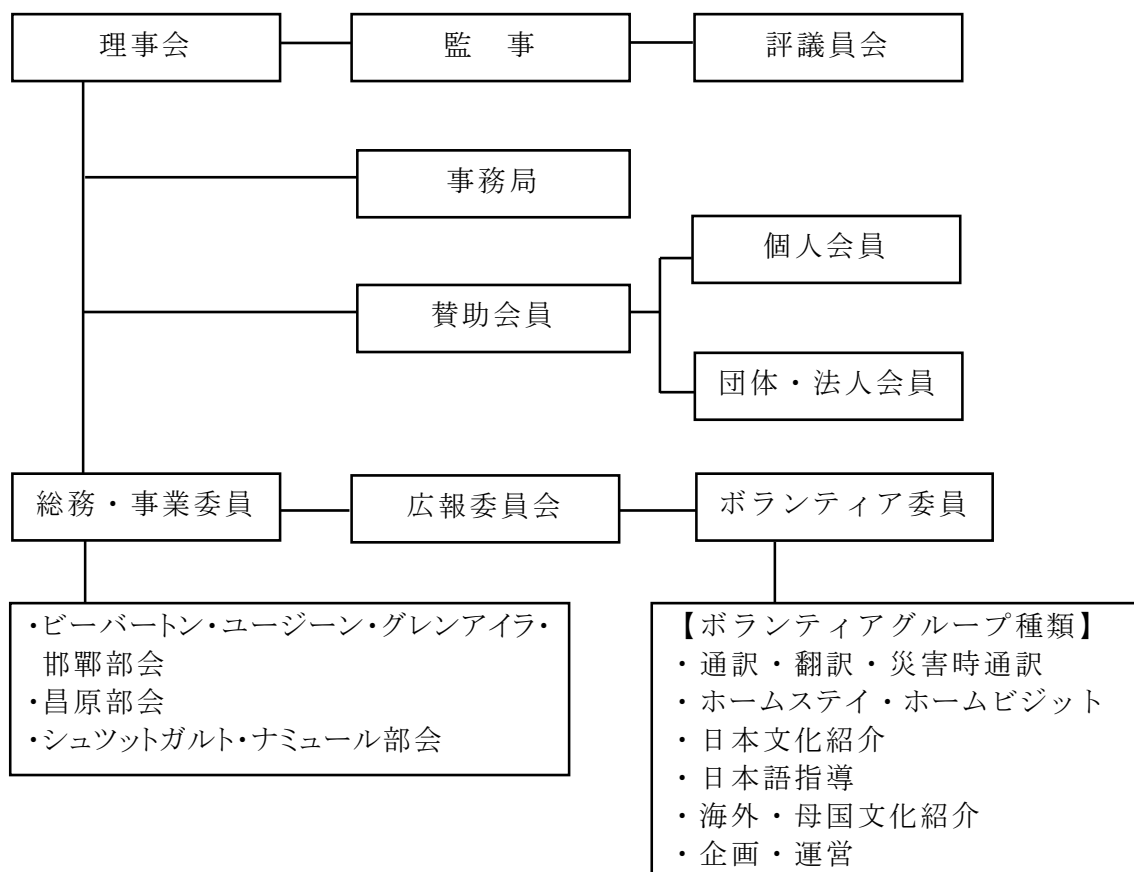 理事会
監　事
評議員会
事務局
個人会員
賛助会員
団体・法人会員
総務・事業委員
広報委員会
ボランティア委員
・ビーバートン・ユージーン・グレンアイラ・
邯鄲部会
・昌原部会
・シュツットガルト・ナミュール部会
【ボランティアグループ種類】
・通訳・翻訳・災害時通訳
・ホームステイ・ホームビジット
・日本文化紹介
・日本語指導
・海外・母国文化紹介
・企画・運営